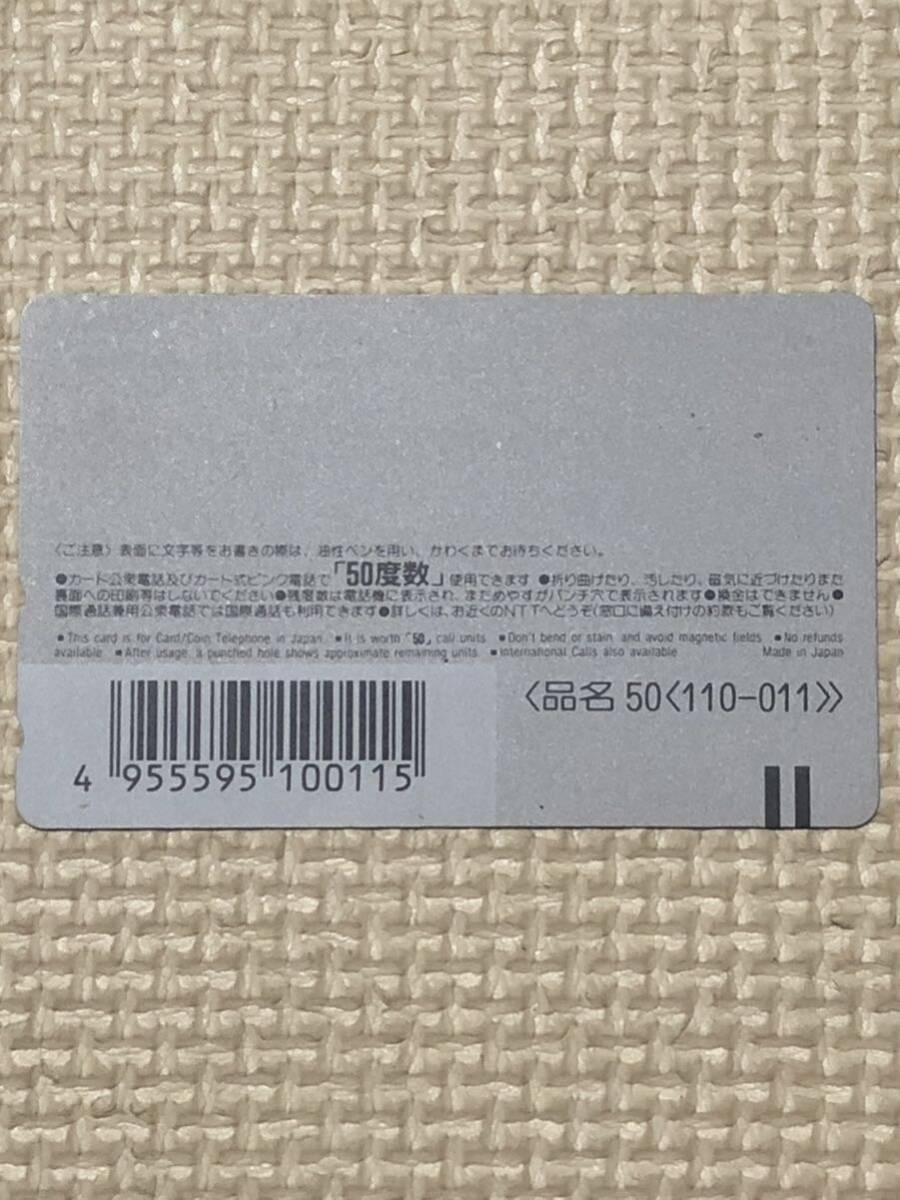 〈ご注意〉表面に文字等をお書きの際は、油性ペンを用い、かわくまでお待ちください。
●カード公衆電話及びカード式ピンク電話で「50度数」使用できます ●折り曲げたり、汚したり、磁気に近づけたりまた
裏面への印刷等はしないでください●残度数は電話機に表示され、まためやすがパンチ穴で表示されます●換金はできません●
国際通話兼用公衆電話では国際通話も利用できます●詳しくは、お近くのNTTへどうぞ(窓口に備え付けの約款もご覧ください)
■This card is for Card/Coin Telephone in Japan. ■It is worth「50」call units ■Don't bend or stain, and avoid magnetic fields. ■No refunds
available. ■After usage, a punched hole shows approximate remaining units. ■International Calls also available. Made in Japan
〈品名 50〈110-011〉〉
4 955595 100115